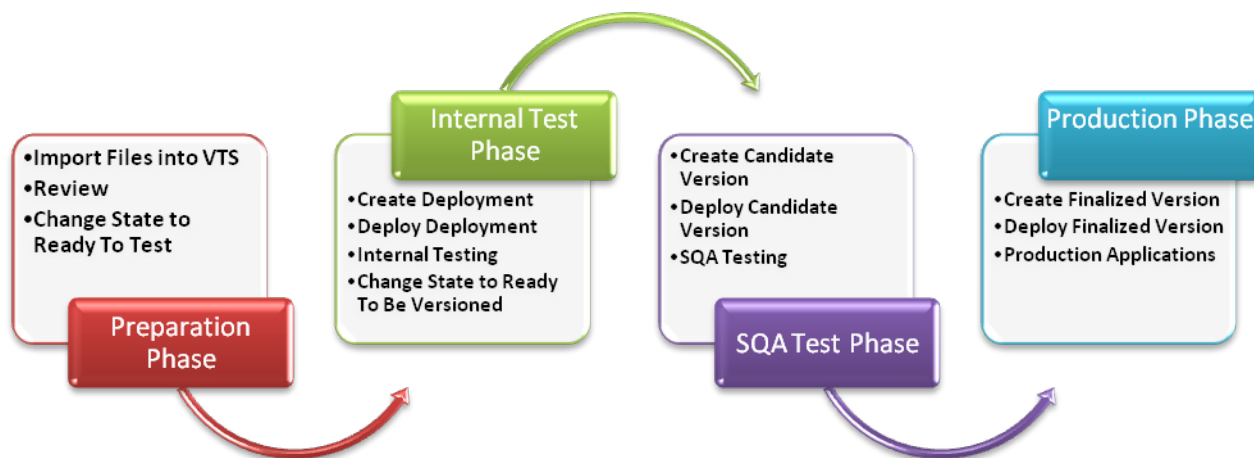 •Import Files into VTS
•Review
•Change State to
Ready To Test
Preparation
Phase
Internal Test
Phase
•Create Deployment
•Deploy Deployment
•Internal Testing
•Change State to Ready
To Be Versioned
•Create Candidate
Version
•Deploy Candidate
Version
•SQA Testing
SQA Test Phase
Production Phase
•Create Finalized Version
•Deploy Finalized Version
•Production Applications